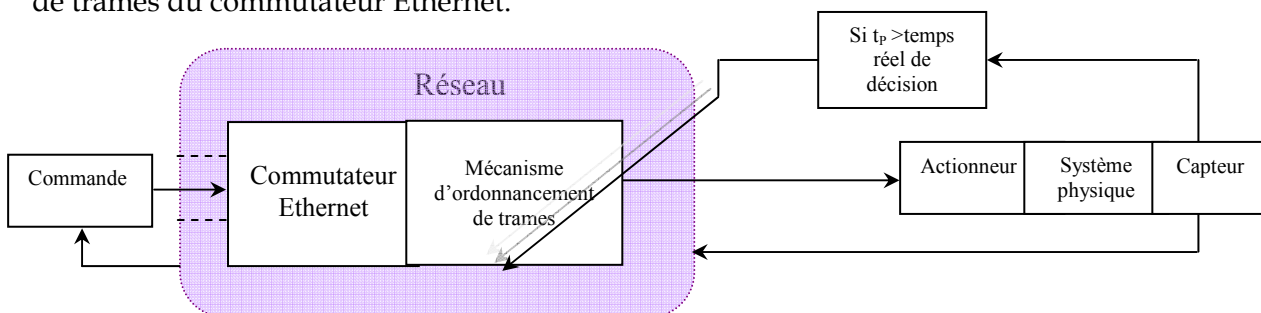 de trames du commutateur Ethernet.
Si tP >temps
réel de
décision
Réseau
Commande
Commutateur
Ethernet
Mécanisme
d'ordonnancement
de trames
Actionneur
Système
physique
Capteur